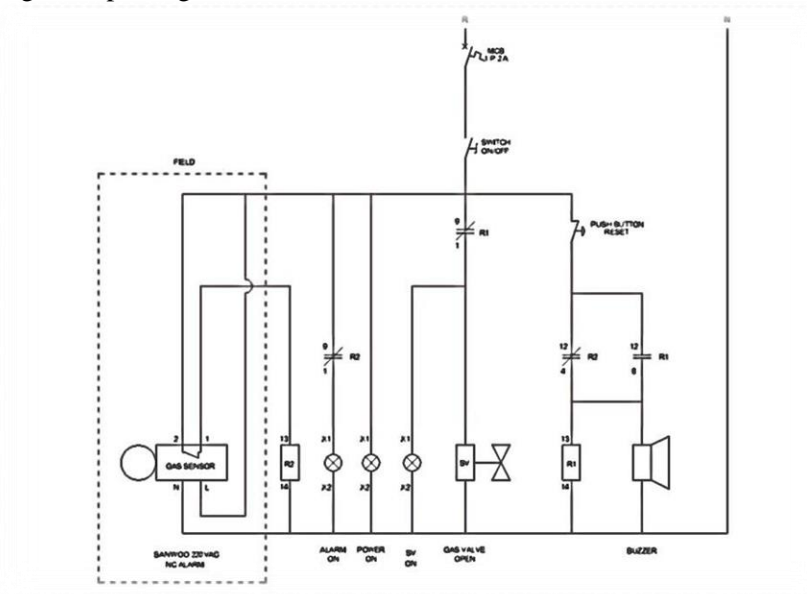 R
N
MCB
1P 2A
SWITCH
ON/OFF
FIELD
9
R1
1
PUSH BUTTON
RESET
9
R2
1
12
R2
4
12
R1
8
2
1
GAS SENSOR
N
L
13
R2
14
X1
X2
X1
X2
X1
X2
SV
13
R1
14
SANWOO 220 VAC
NC ALARM
ALARM
ON
POWER
ON
SV
ON
GAS VALVE
OPEN
BUZZER